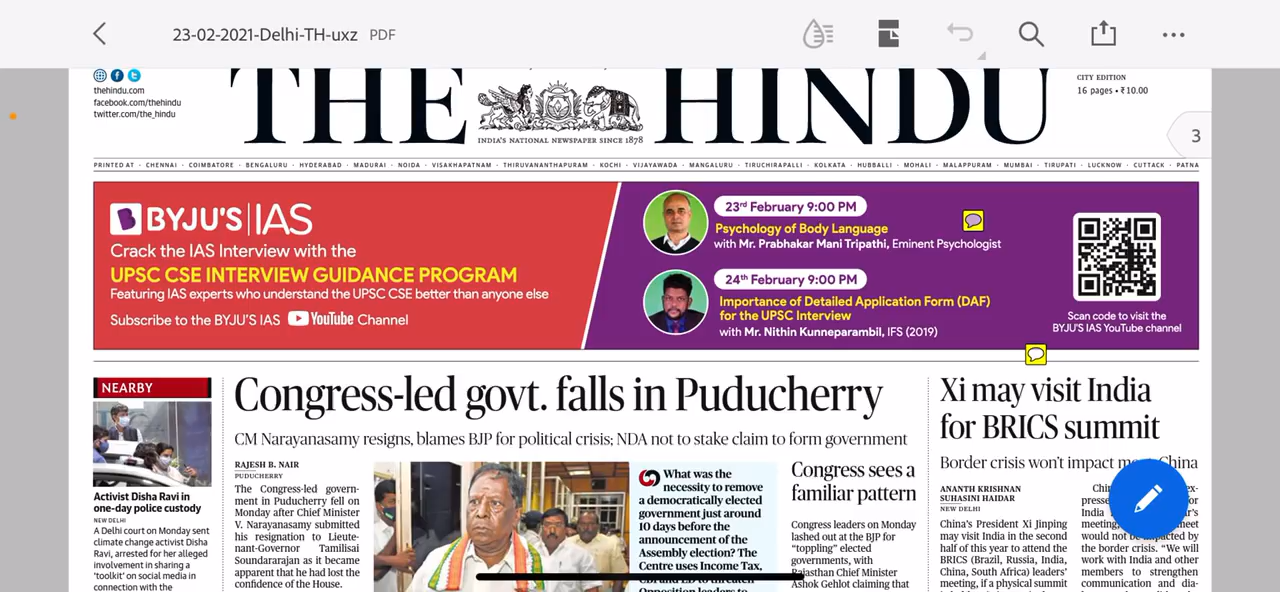 23-02-2021-Delhi-TH-uxz PDF
thehindu.com
facebook.com/thehindu
twitter.com/the_hindu
THE HINDU
INDIA'S NATIONAL NEWSPAPER SINCE 1878
CITY EDITION
16 pages • ₹10.00
3
PRINTED AT • CHENNAI • COIMBATORE • BENGALURU • HYDERABAD • MADURAI • NOIDA • VISAKHAPATNAM • THIRUVANANTHAPURAM • KOCHI • VIJAYAWADA • MANGALURU • TIRUCHIRAPALLI • KOLKATA • HUBBALLI • MOHALI • MALAPPURAM • MUMBAI • TIRUPATI • LUCKNOW • CUTTACK • PATNA
BYJU'S IAS
Crack the IAS Interview with the
UPSC CSE INTERVIEW GUIDANCE PROGRAM
Featuring IAS experts who understand the UPSC CSE better than anyone else
Subscribe to the BYJU'S IAS YouTube Channel
23rd February 9:00 PM
Psychology of Body Language
with Mr. Prabhakar Mani Tripathi, Eminent Psychologist
24th February 9:00 PM
Importance of Detailed Application Form (DAF)
for the UPSC Interview
with Mr. Nithin Kunneparambil, IFS (2019)
Scan code to visit the
BYJU'S IAS YouTube channel
NEARBY
Activist Disha Ravi in
one-day police custody
NEW DELHI
A Delhi court on Monday sent
climate change activist Disha
Ravi, arrested for her alleged
involvement in sharing a
'toolkit' on social media in
connection with the
Congress-led govt. falls in Puducherry
CM Narayanasamy resigns, blames BJP for political crisis; NDA not to stake claim to form government
RAJESH B. NAIR
PUDUCHERRY
The Congress-led govern-
ment in Puducherry fell on
Monday after Chief Minister
V. Narayanasamy submitted
his resignation to Lieute-
nant-Governor Tamilisai
Soundararajan as it became
apparent that he had lost the
confidence of the House.
What was the
necessity to remove
a democratically elected
government just around
10 days before the
announcement of the
Assembly election? The
Centre uses Income Tax,
Opposition leaders to
Congress sees a
familiar pattern
Congress leaders on Monday
lashed out at the BJP for
"toppling" elected
governments, with
Rajasthan Chief Minister
Ashok Gehlot claiming that
Xi may visit India
for BRICS summit
Border crisis won't impact China
ANANTH KRISHNAN
SUHASINI HAIDAR
NEW DELHI
China's President Xi Jinping
may visit India in the second
half of this year to attend the
BRICS (Brazil, Russia, India,
China, South Africa) leaders'
meeting, if a physical summit
India
meeting,
would not be
the border crisis. "We will
work with India and other
members to strengthen
communication and dia-